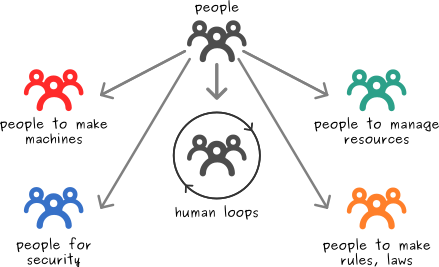 people
people to make
machines
people to manage
resources
human loops
people for
security
people to make
rules, laws